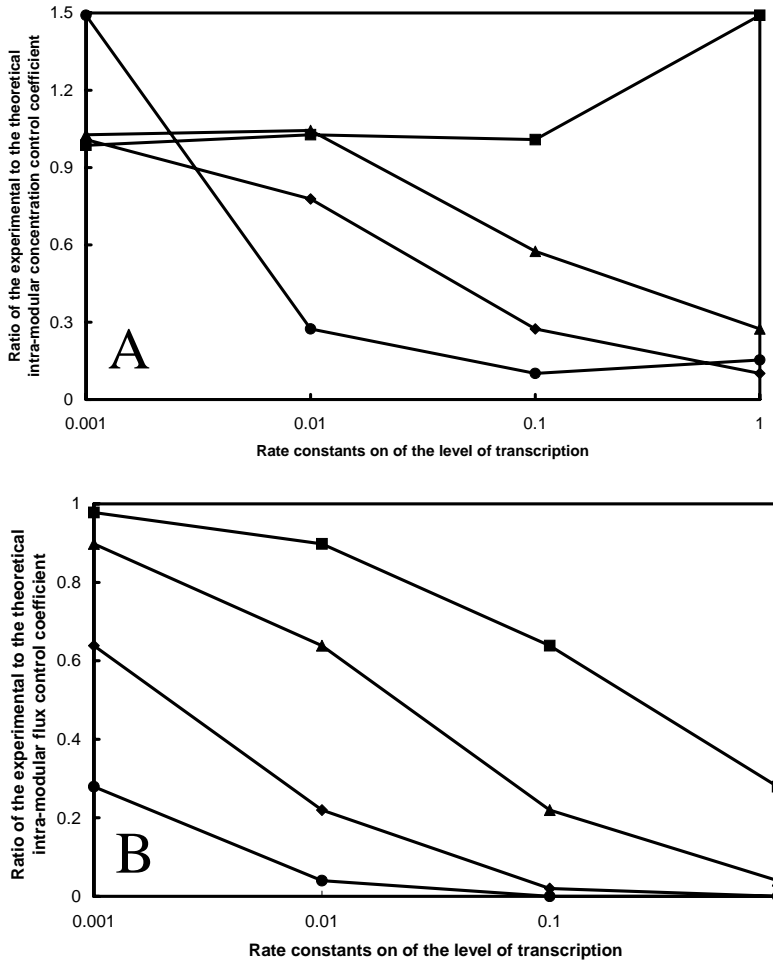 1.5
1.2
0.9
0.6
0.3
0
Ratio of the experimental to the theoretical
intra-modular concentration control coefficient
A
0.001
0.01
0.1
1
Rate constants on of the level of transcription
1
0.8
0.6
0.4
0.2
0
Ratio of the experimental to the theoretical
intra-modular flux control coefficient
B
0.001
0.01
0.1
Rate constants on of the level of transcription